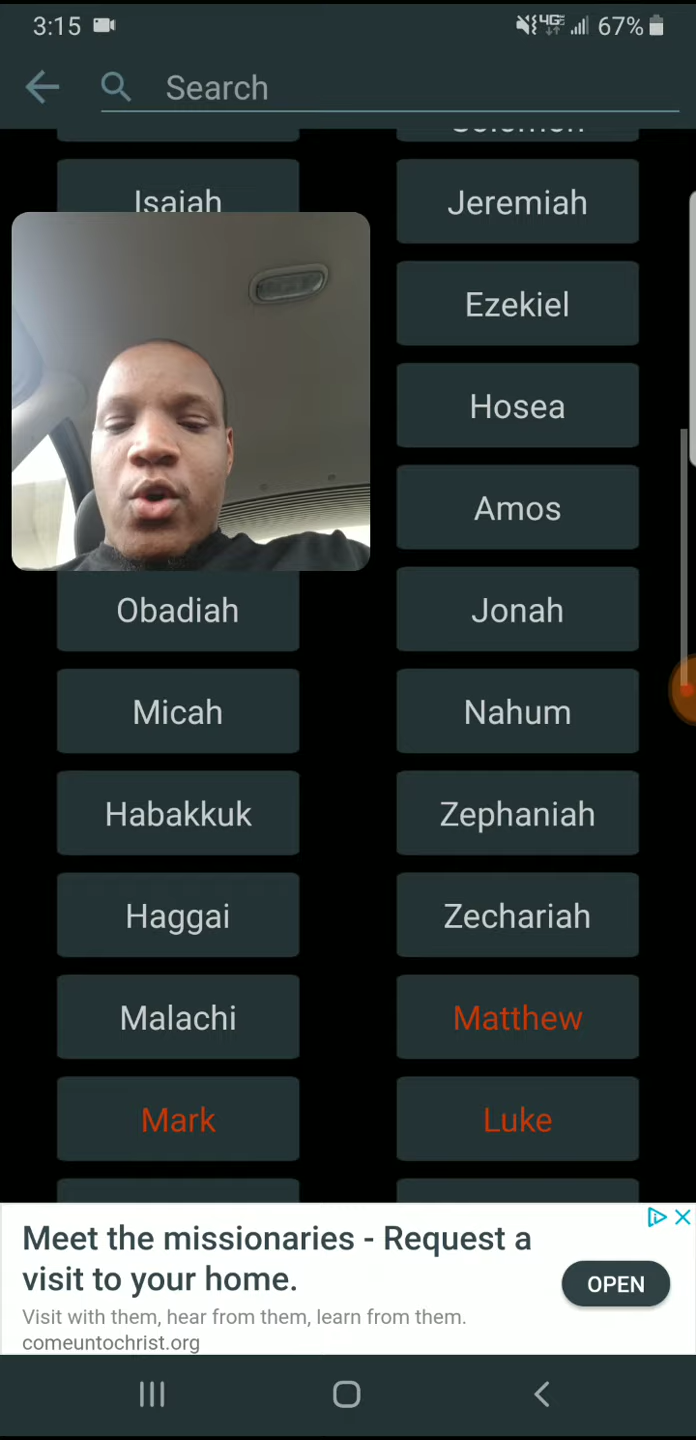 3:15 4GE 67%
Search
Solomon
Isaiah Jeremiah
Ezekiel
Hosea
Amos
Obadiah Jonah
Micah Nahum
Habakkuk Zephaniah
Haggai Zechariah
Malachi Matthew
Mark Luke
Meet the missionaries - Request a
visit to your home.
OPEN
Visit with them, hear from them, learn from them.
comeuntochrist.org